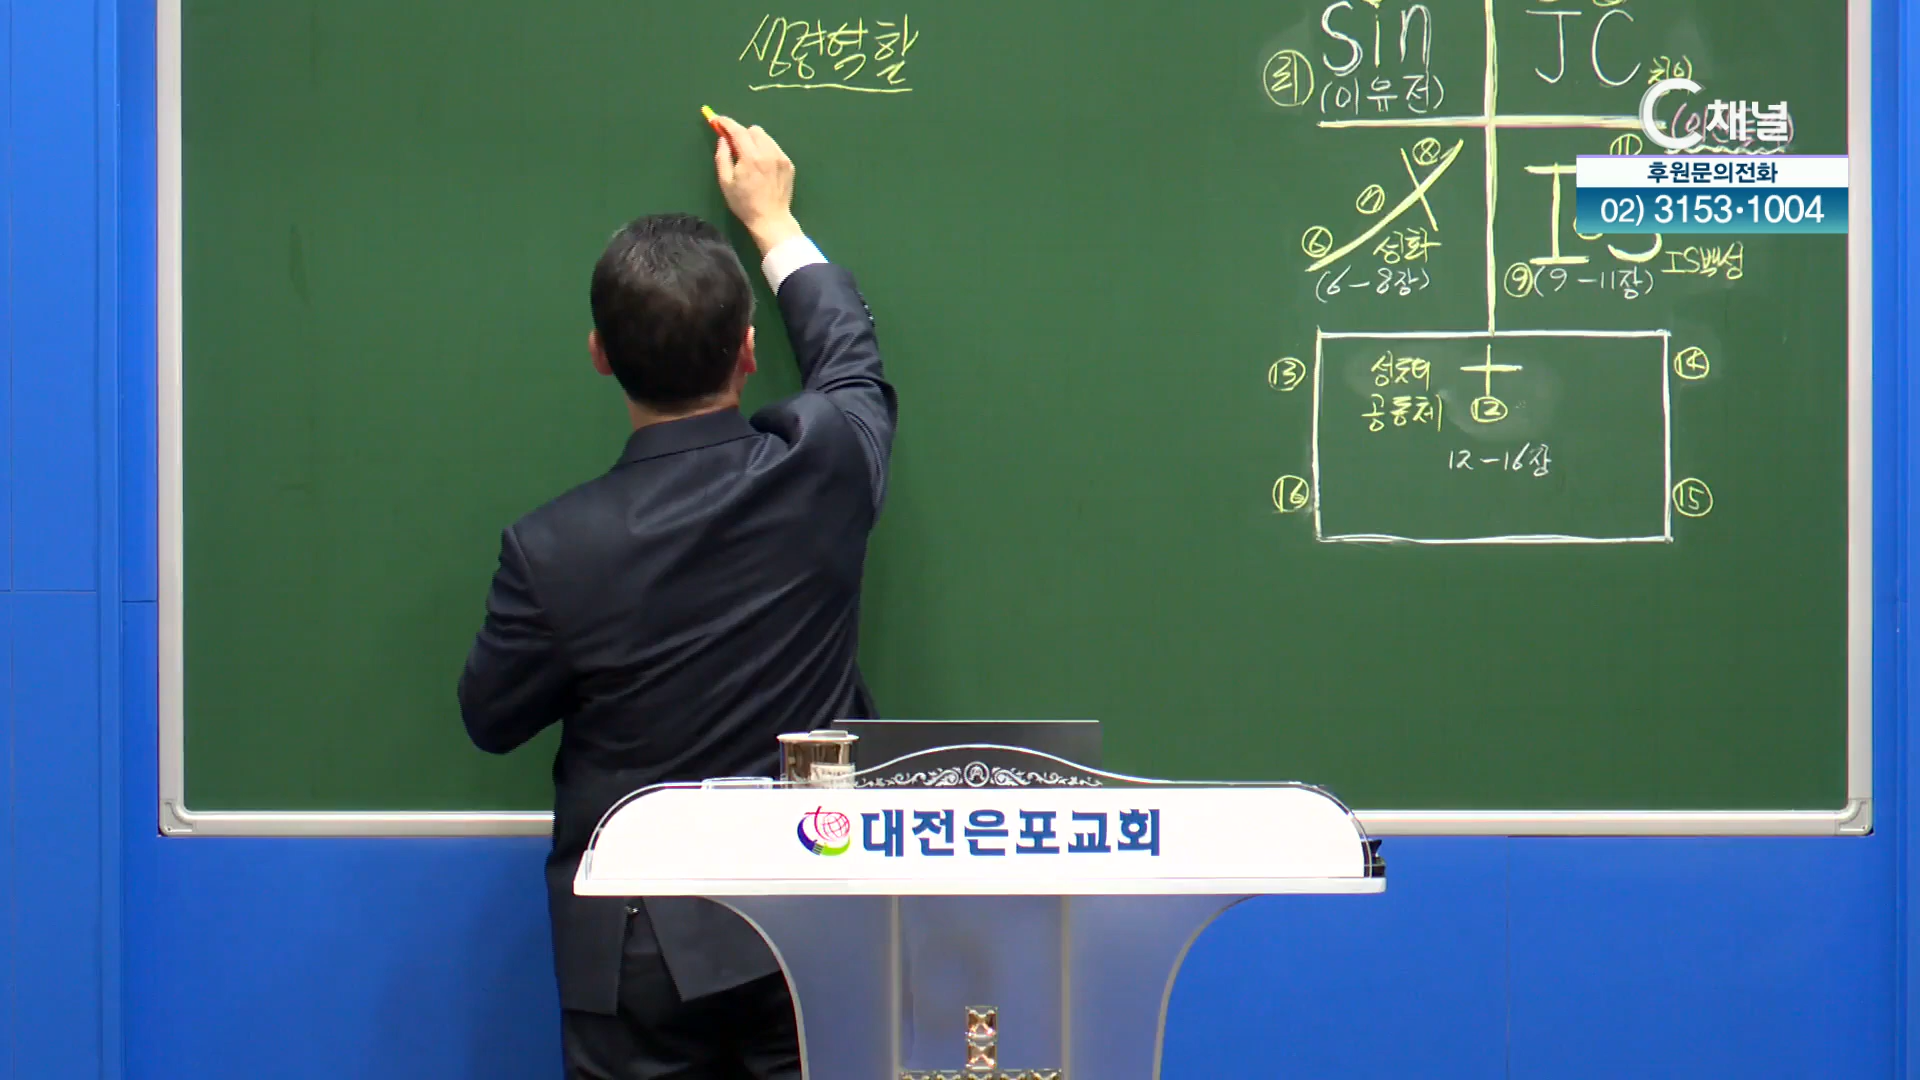 성령역할
Sin
JC
(이유전)
C채널
후원문의전화
02) 3153·1004
⑧
⑪
⑦
⑥
성화
(6-8장)
IS
IS백성
⑨(9-11장)
⑬
성도
⑭
공동체
⑫
12-16장
⑯
⑮
대전은포교회